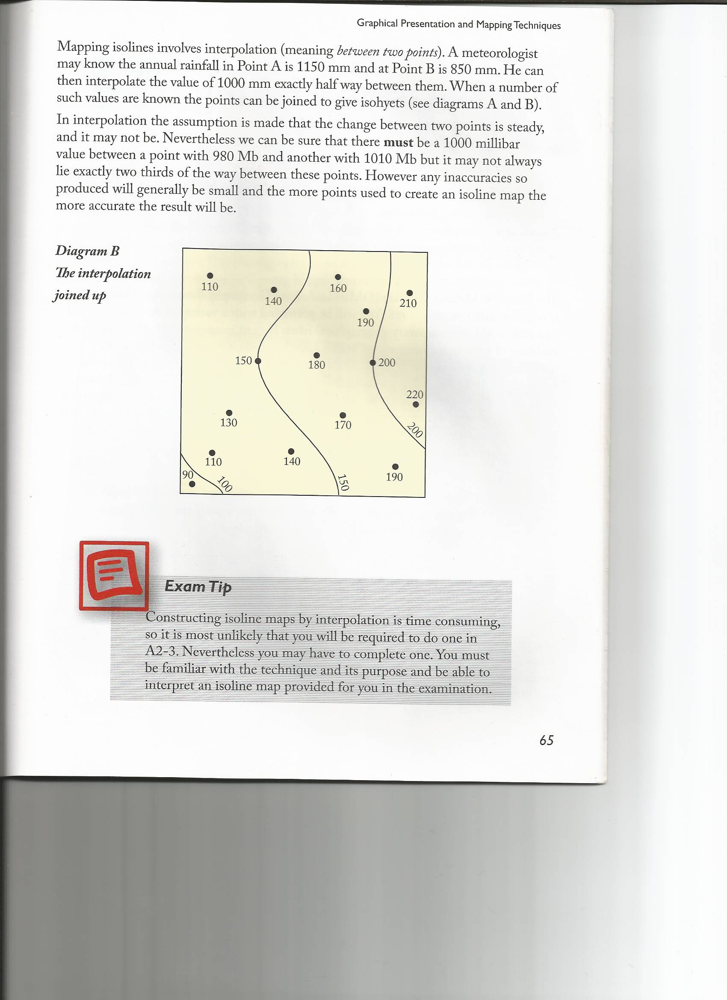 Graphical Presentation and Mapping Techniques
Mapping isolines involves interpolation (meaning between two points). A meteorologist
may know the annual rainfall in Point A is 1150 mm and at Point B is 850 mm. He can
then interpolate the value of 1000 mm exactly half way between them. When a number of
such values are known the points can be joined to give isohyets (see diagrams A and B).
In interpolation the assumption is made that the change between two points is steady,
and it may not be. Nevertheless we can be sure that there must be a 1000 millibar
value between a point with 980 Mb and another with 1010 Mb but it may not always
lie exactly two thirds of the way between these points. However any inaccuracies so
produced will generally be small and the more points used to create an isoline map the
more accurate the result will be.
Diagram B
The interpolation
joined up
110
140
160
210
190
150
180
200
220
130
170
200
110
140
90
100
150
190
Exam Tip
Constructing isoline maps by interpolation is time consuming,
so it is most unlikely that you will be required to do one in
A2-3. Nevertheless you may have to complete one. You must
be familiar with the technique and its purpose and be able to
interpret an isoline map provided for you in the examination.
65